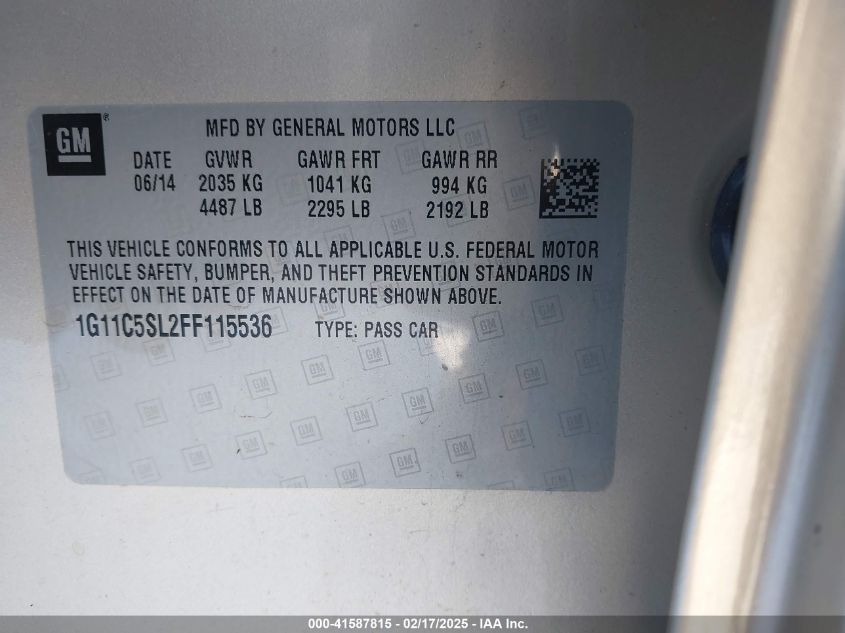 GM ®
MFD BY GENERAL MOTORS LLC
DATE GVWR GAWR FRT GAWR RR
06/14 2035 KG 1041 KG 994 KG
4487 LB 2295 LB 2192 LB
THIS VEHICLE CONFORMS TO ALL APPLICABLE U.S. FEDERAL MOTOR
VEHICLE SAFETY, BUMPER, AND THEFT PREVENTION STANDARDS IN
EFFECT ON THE DATE OF MANUFACTURE SHOWN ABOVE.
1G11C5SL2FF115536 TYPE: PASS CAR
000-41587815 - 02/17/2025 - IAA Inc.